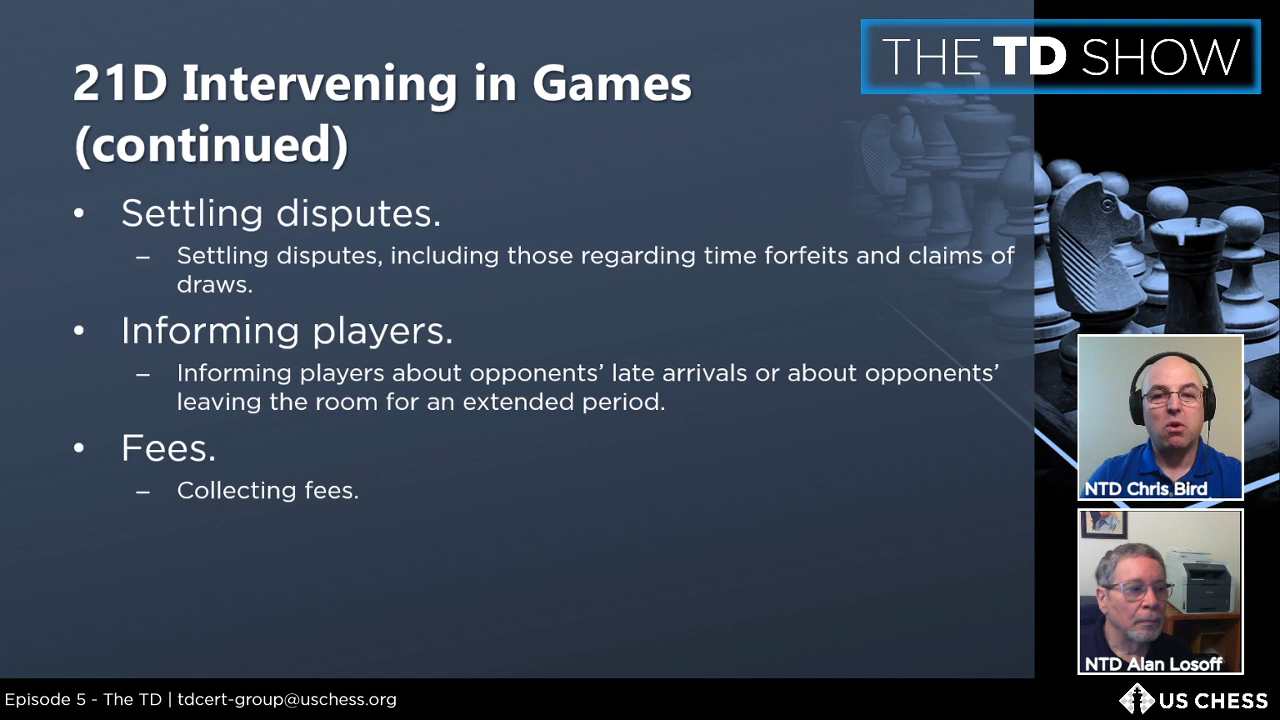 THE TD SHOW
21D Intervening in Games
(continued)
• Settling disputes.
– Settling disputes, including those regarding time forfeits and claims of
draws.
• Informing players.
– Informing players about opponents’ late arrivals or about opponents’
leaving the room for an extended period.
• Fees.
– Collecting fees.
NTD Chris Bird
NTD Alan Losoff
Episode 5 - The TD | tdcert-group@uschess.org
US CHESS